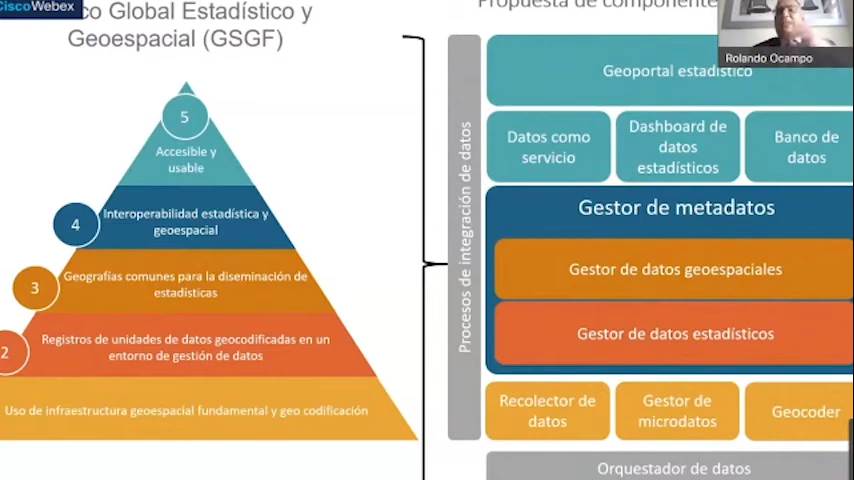 CiscoWebex
co Global Estadístico y
Geoespacial (GSGF)
5
Accesible y
usable
4
Interoperabilidad estadística y
geoespacial
3
Geografías comunes para la diseminación de
estadísticas
2
Registros de unidades de datos geocodificadas en un
entorno de gestión de datos
Uso de infraestructura geoespacial fundamental y geo codificación
Propuesta de componente
Rolando Ocampo
Procesos de integración de datos
Geoportal estadístico
Datos como
servicio
Dashboard de
datos
estadísticos
Banco de
datos
Gestor de metadatos
Gestor de datos geoespaciales
Gestor de datos estadísticos
Recolector de
datos
Gestor de
microdatos
Geocoder
Orquestador de datos